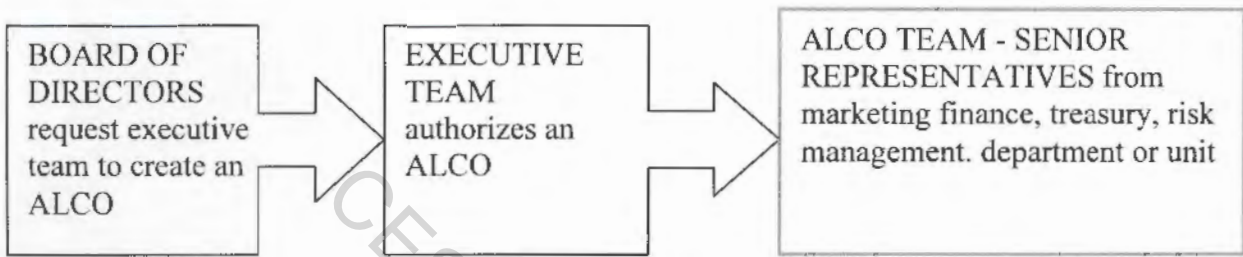 BOARD OF
DIRECTORS
request executive
team to create an
ALCO
EXECUTIVE
TEAM
authorizes an
ALCO
ALCO TEAM - SENIOR
REPRESENTATIVES from
marketing finance, treasury, risk
management. department or unit